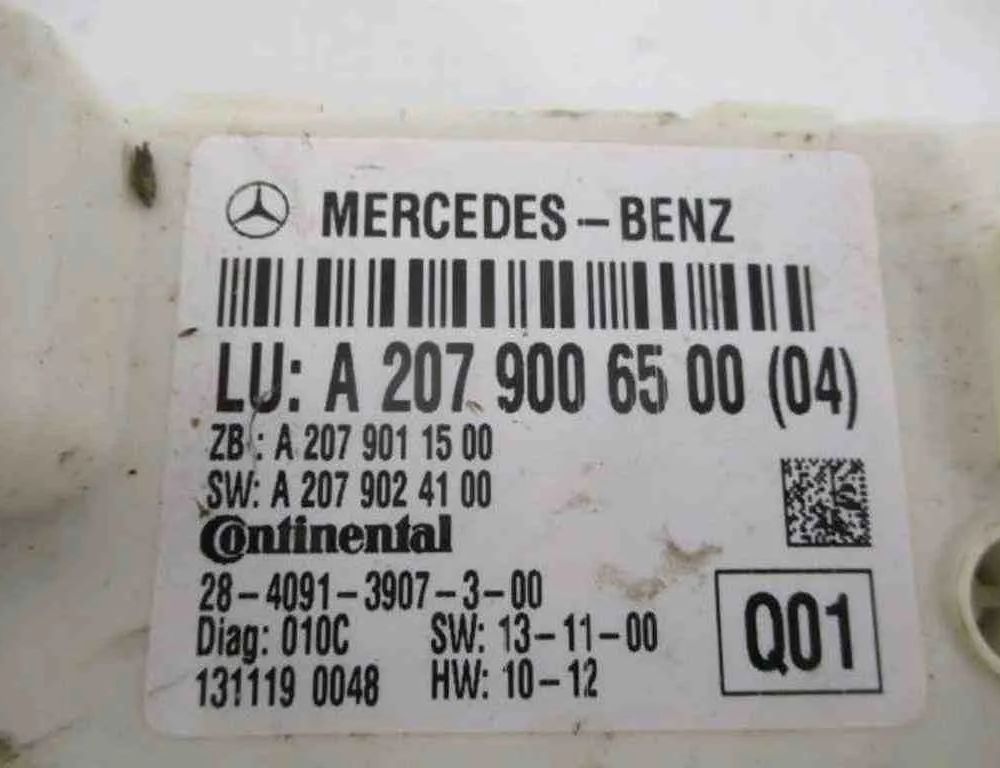 MERCEDES-BENZ
LU: A 207 900 65 00 (04)
ZB: A 207 901 15 00
SW: A 207 902 41 00
Continental
28-4091-3907-3-00
Diag: 010C SW: 13-11-00
131119 0048 HW: 10-12
Q01